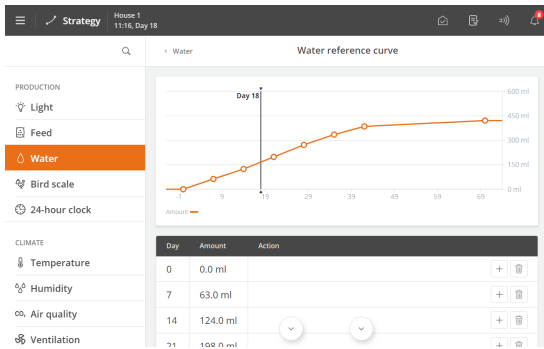 Strategy
House 1
11:16, Day 18
8
‹ Water
Water reference curve
PRODUCTION
Light
Feed
Water
Bird scale
24-hour clock
CLIMATE
Temperature
Humidity
CO₂ Air quality
Ventilation
Day 18
600 ml
450 ml
300 ml
150 ml
0 ml
-1 9 19 29 39 49 59 69
Amount
Day Amount Action
0 0.0 ml
7 63.0 ml
14 124.0 ml
21 198.0 ml